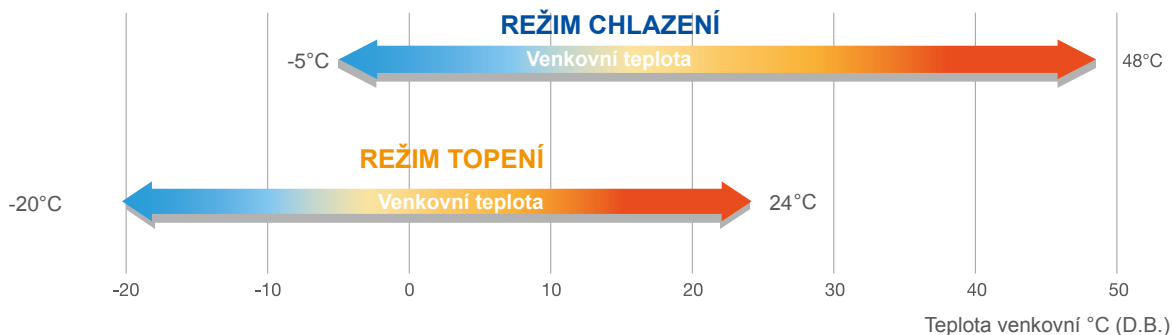 REŽIM CHLAZENÍ
-5°C
Venkovní teplota
48°C
REŽIM TOPENÍ
-20°C
Venkovní teplota
24°C
-20 -10 0 10 20 30 40 50
Teplota venkovní °C (D.B.)